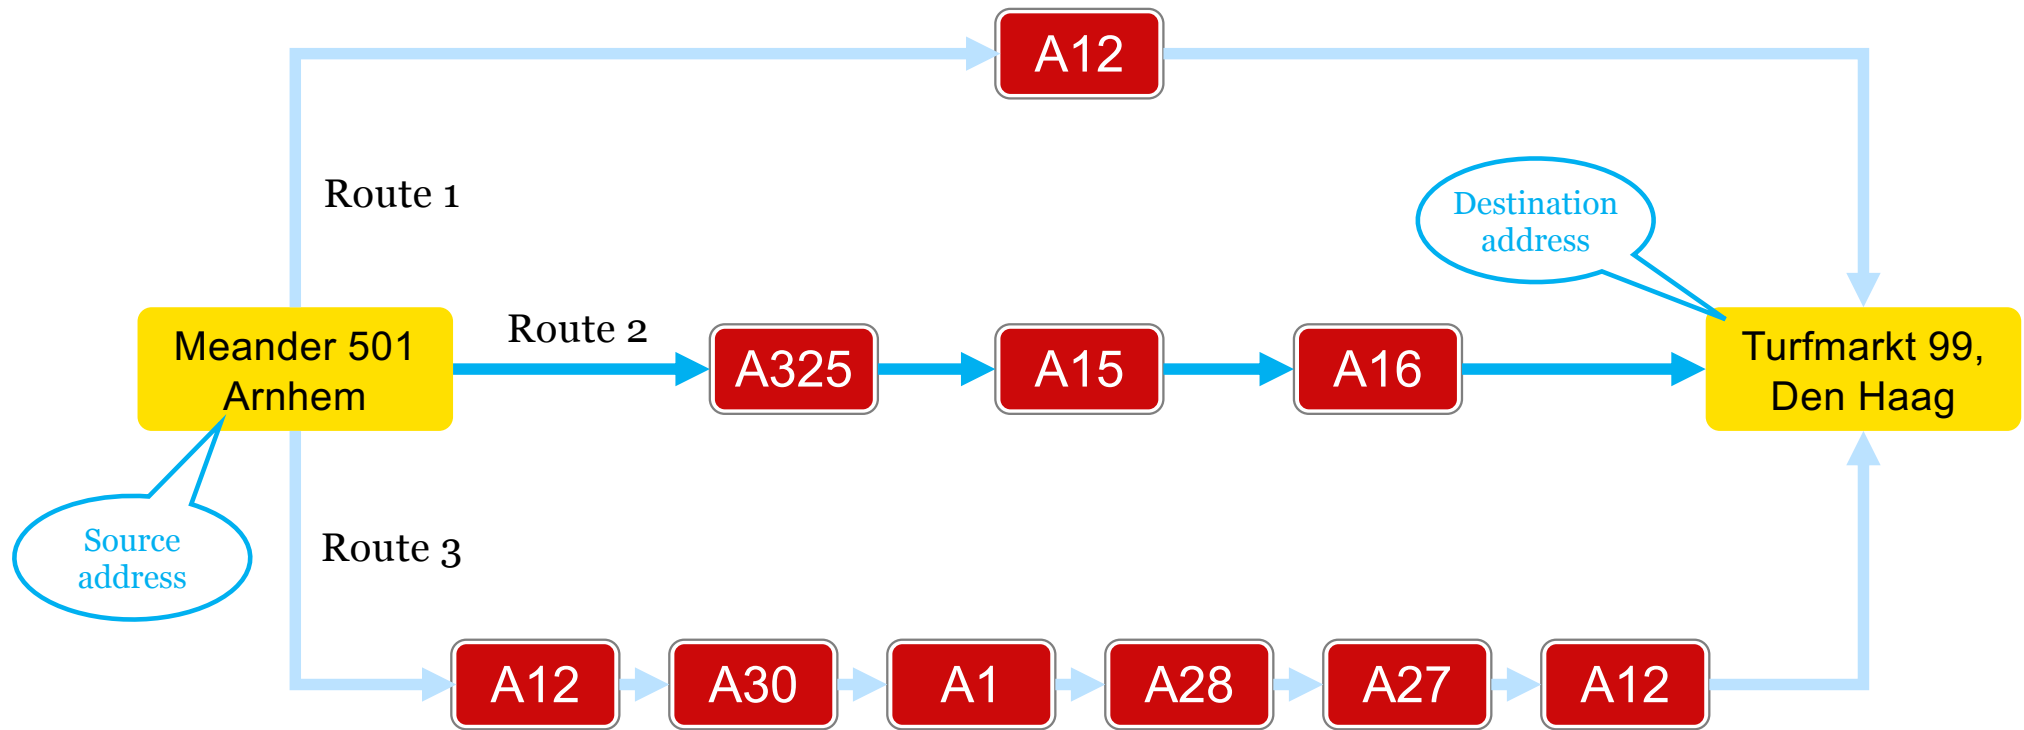 A12
Route 1
Destination
address
Route 2
Meander 501
Arnhem
A325
A15
A16
Turfmarkt 99,
Den Haag
Source
address
Route 3
A12
A30
A1
A28
A27
A12